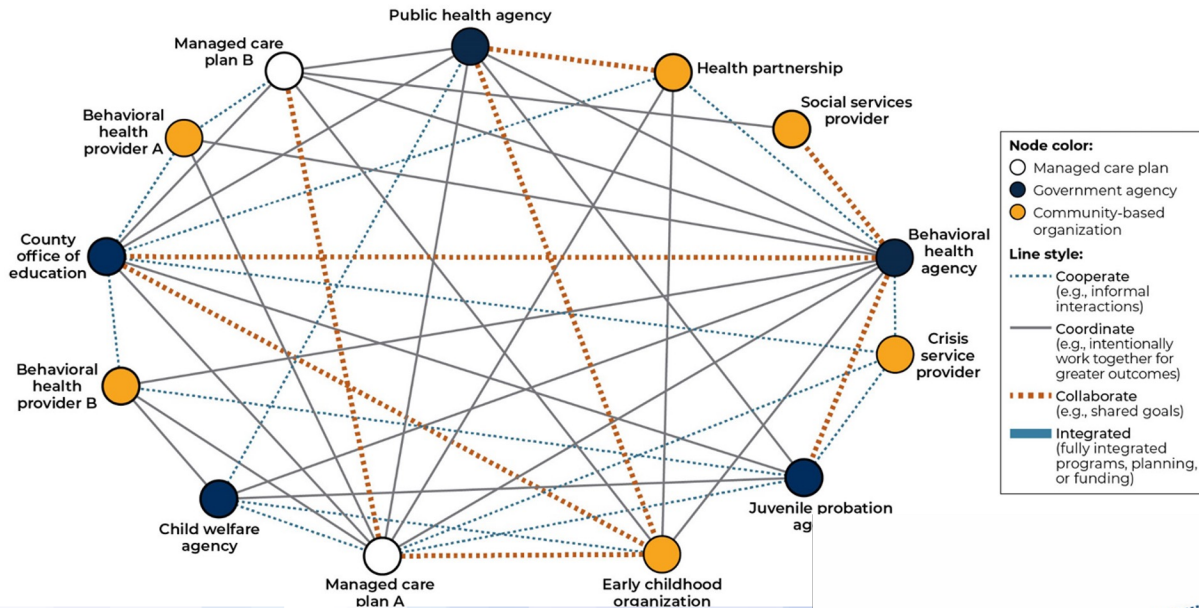 Public health agency
Managed care
plan B
Health partnership
Social services
provider
Behavioral
health
provider A
County
office of
education
Behavioral
health
agency
Crisis
service
provider
Behavioral
health
provider B
Child welfare
agency
Managed care
plan A
Early childhood
organization
Juvenile probation
ag
Node color:
Managed care plan
Government agency
Community-based
organization
Line style:
Cooperate
(e.g., informal
interactions)
Coordinate
(e.g., intentionally
work together for
greater outcomes)
Collaborate
(e.g., shared goals)
Integrated
(fully integrated
programs, planning,
or funding)